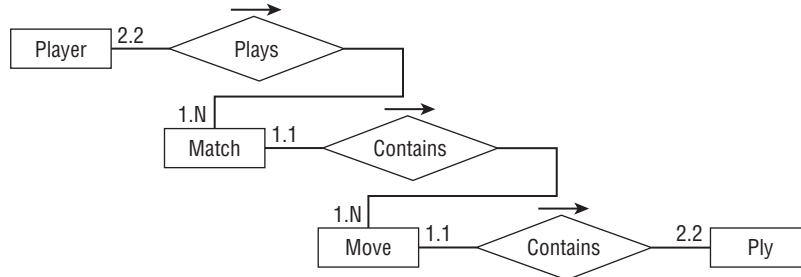 Player 2.2 Plays
1.N
Match 1.1 Contains
1.N
Move 1.1 Contains 2.2 Ply